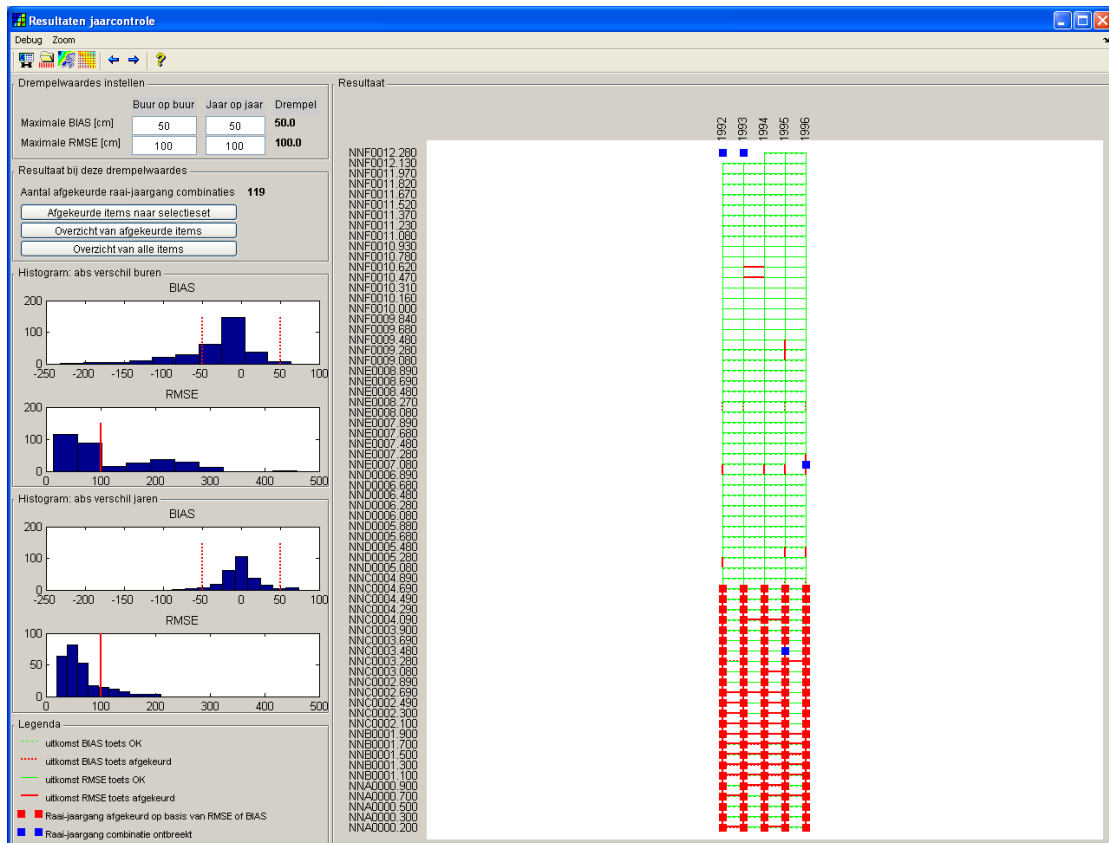 Resultaten jaarcontrole
Debug Zoom
Drempelwaardes instellen
Buur op buur Jaar op jaar Drempel
Maximale BIAS [cm] 50 50 50.0
Maximale RMSE [cm] 100 100 100.0
Resultaat bij deze drempelwaardes
Aantal afgekeurde raai-jaargang combinaties 119
Afgekeurde items naar selectieset
Overzicht van afgekeurde items
Overzicht van alle items
Histogram: abs verschil buren
BIAS
200
100
0
-250 -200 -150 -100 -50 0 50 100
RMSE
200
100
0
0 100 200 300 400 500
Histogram: abs verschil jaren
BIAS
200
100
0
-250 -200 -150 -100 -50 0 50 100
RMSE
100
50
0
0 100 200 300 400 500
Legenda
uitkomst BIAS toets OK
uitkomst BIAS toets afgekeurd
uitkomst RMSE toets OK
uitkomst RMSE toets afgekeurd
Raai-jaargang afgekeurd op basis van RMSE of BIAS
Raai-jaargang combinatie ontbreekt
Resultaat
1992 1993 1994 1995 1996
NNF0012.280
NNF0012.130
NNF0011.970
NNF0011.820
NNF0011.670
NNF0011.520
NNF0011.370
NNF0011.230
NNF0011.080
NNF0010.930
NNF0010.780
NNF0010.620
NNF0010.470
NNF0010.310
NNF0010.160
NNF0010.000
NNF0009.840
NNF0009.680
NNF0009.480
NNF0009.280
NNF0009.080
NNE0008.890
NNE0008.690
NNE0008.480
NNE0008.270
NNE0008.080
NNE0007.890
NNE0007.680
NNE0007.480
NNE0007.280
NNE0007.080
NND0006.890
NND0006.680
NND0006.480
NND0006.280
NND0006.080
NND0005.880
NND0005.680
NND0005.480
NND0005.280
NND0005.080
NNC0004.890
NNC0004.690
NNC0004.490
NNC0004.290
NNC0004.090
NNC0003.900
NNC0003.690
NNC0003.480
NNC0003.280
NNC0003.080
NNC0002.890
NNC0002.690
NNC0002.490
NNC0002.300
NNC0002.100
NNB0001.900
NNB0001.700
NNB0001.500
NNB0001.300
NNB0001.100
NNA0000.900
NNA0000.700
NNA0000.500
NNA0000.300
NNA0000.200